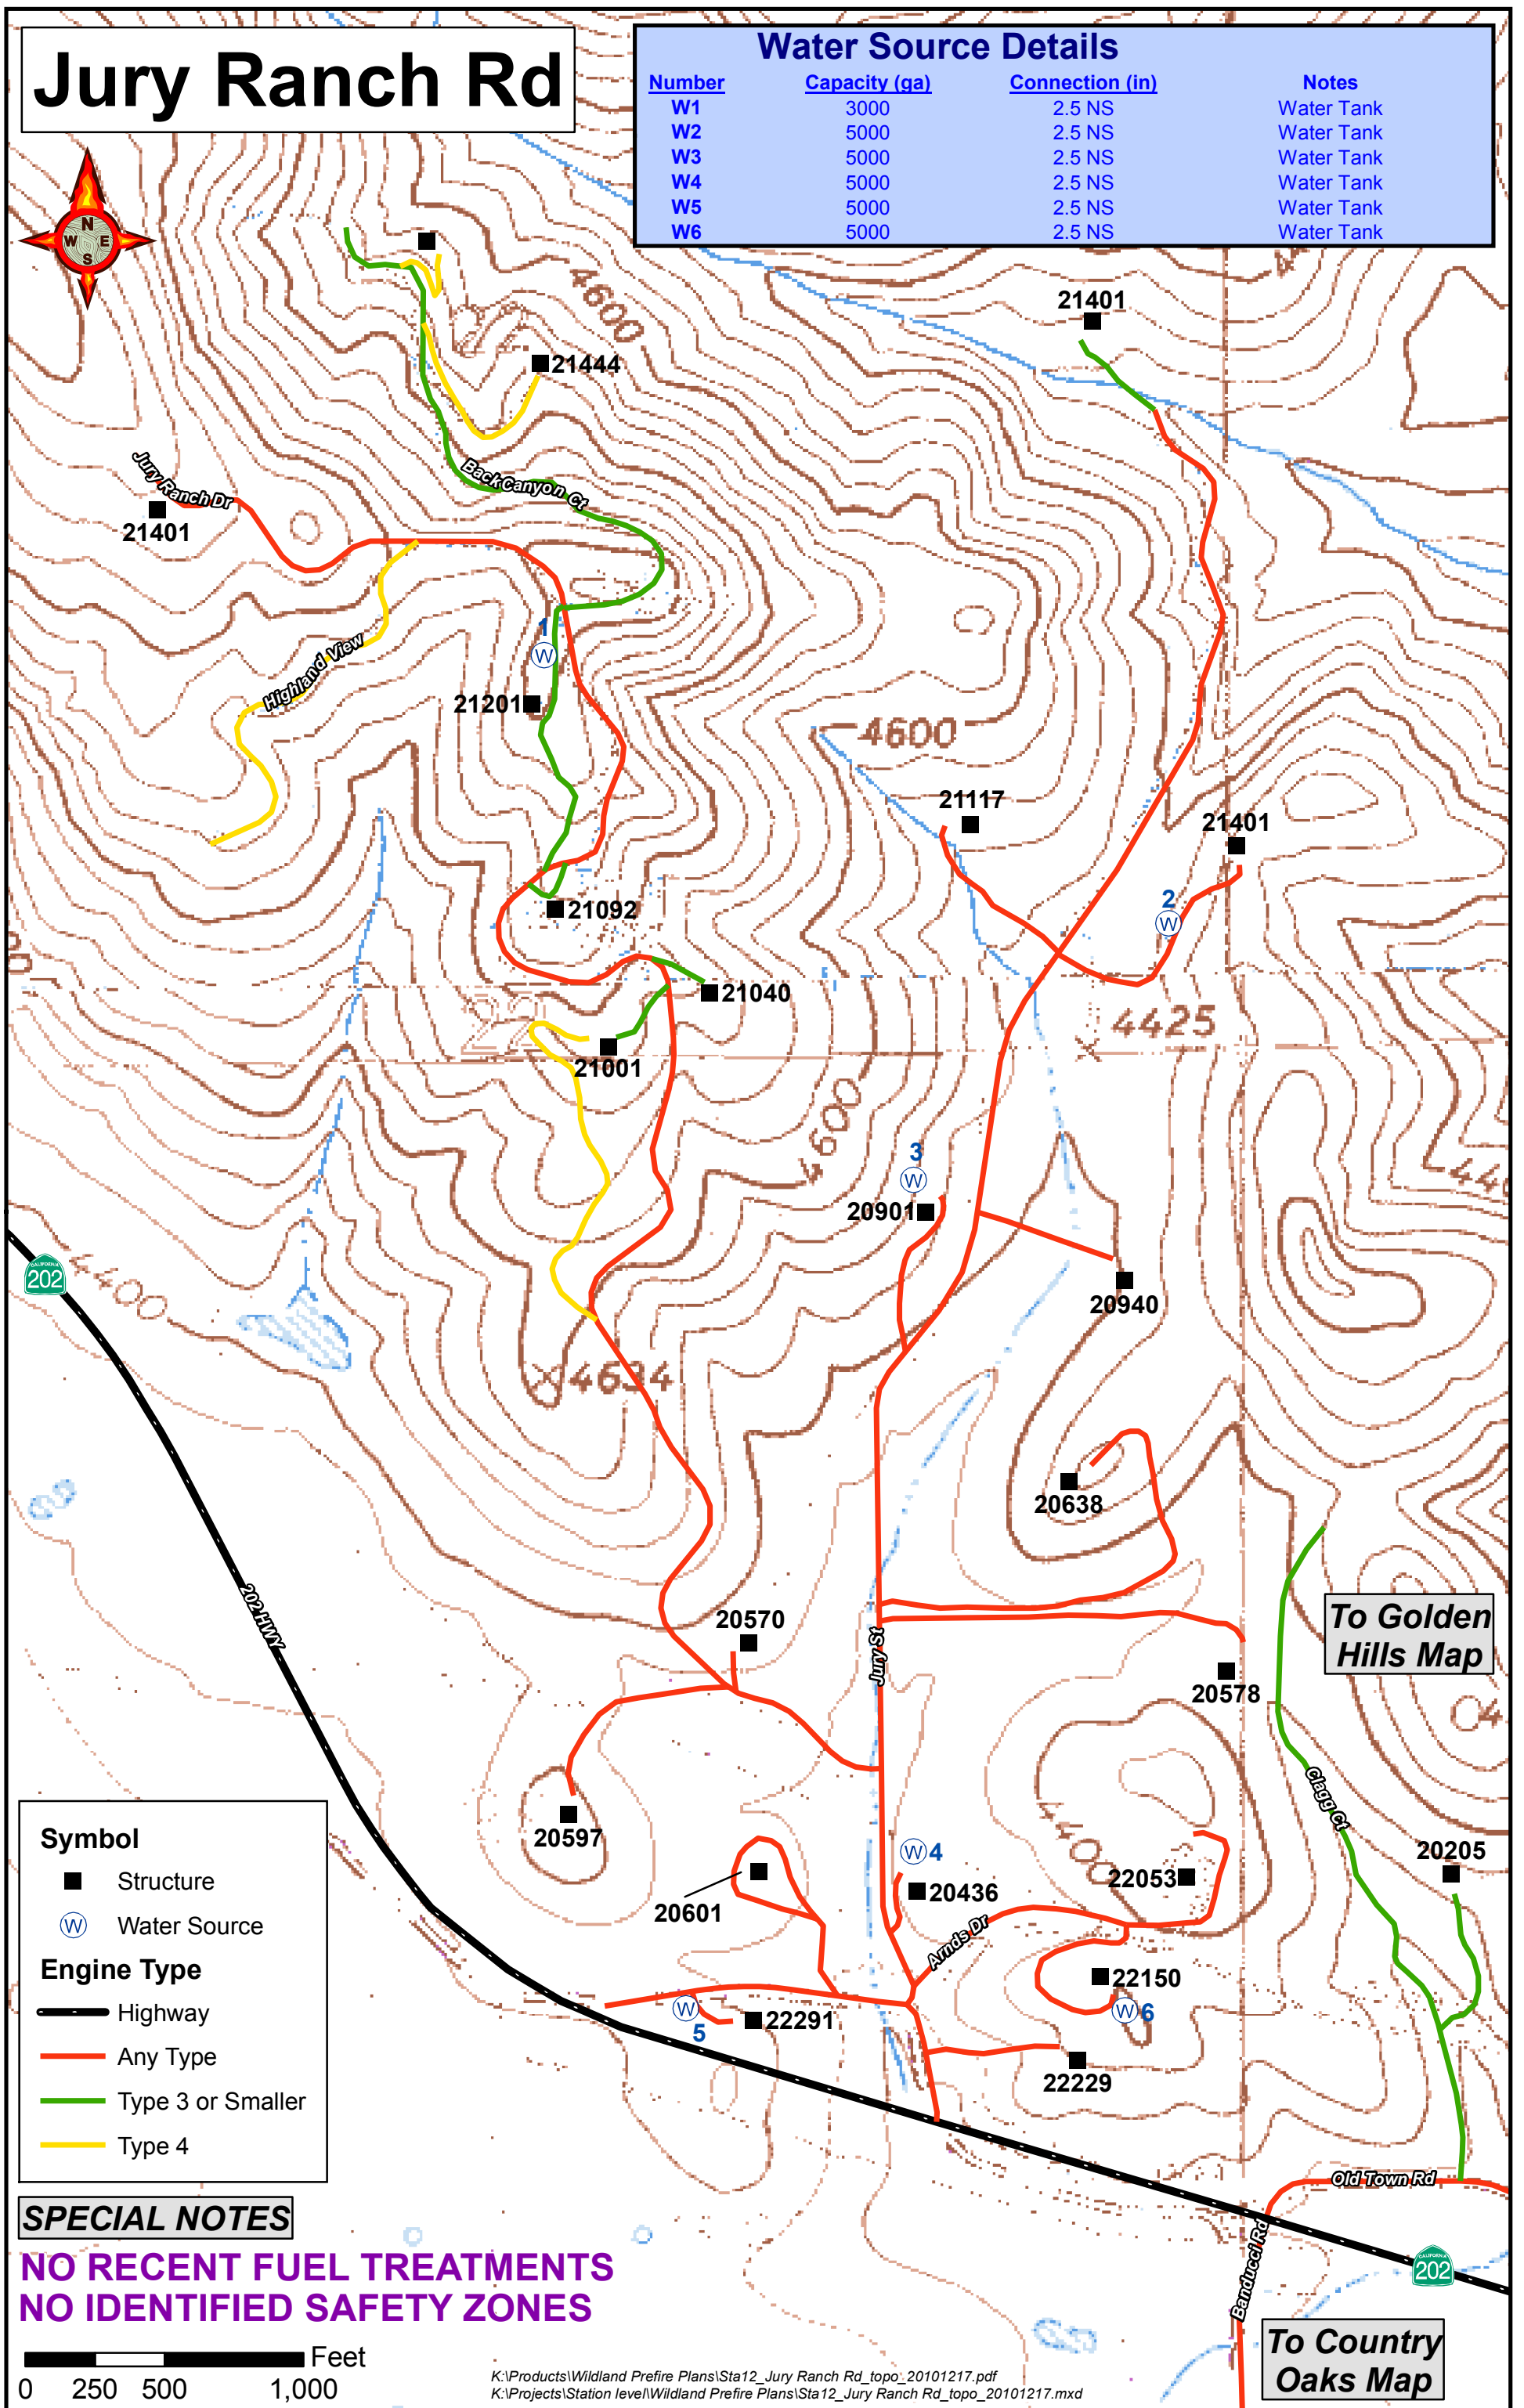 Jury Ranch Rd
Water Source Details
Number Capacity (ga) Connection (in) Notes
W1 3000 2.5 NS Water Tank
W2 5000 2.5 NS Water Tank
W3 5000 2.5 NS Water Tank
W4 5000 2.5 NS Water Tank
W5 5000 2.5 NS Water Tank
W6 5000 2.5 NS Water Tank
N
W E
S
4600
21401
22
21444
Jury Ranch Dr
BackCanyon Ct
21401
1
W
Highland View
21201
4600
21117
21401
2
W
21092
21040
22
4425
21001
4600
3
W
20901
CALIFORNIA
202
4400
20940
4634
20638
202 HWY
To Golden
Hills Map
20570
Jury St
20578
Clagg Ct
20597
4400
W 4
20205
22053
20436
20601
Arnds Dr
22150
W 6
W
5
22291
22229
Symbol
Structure
W Water Source
Engine Type
Highway
Any Type
Type 3 or Smaller
Type 4
Old Town Rd
SPECIAL NOTES
NO RECENT FUEL TREATMENTS
NO IDENTIFIED SAFETY ZONES
Banducci Rd
CALIFORNIA
202
To Country
Oaks Map
Feet
0 250 500 1,000
K:\Products\Wildland Prefire Plans\Sta12_Jury Ranch Rd_topo_20101217.pdf
K:\Projects\Station level\Wildland Prefire Plans\Sta12_Jury Ranch Rd_topo_20101217.mxd